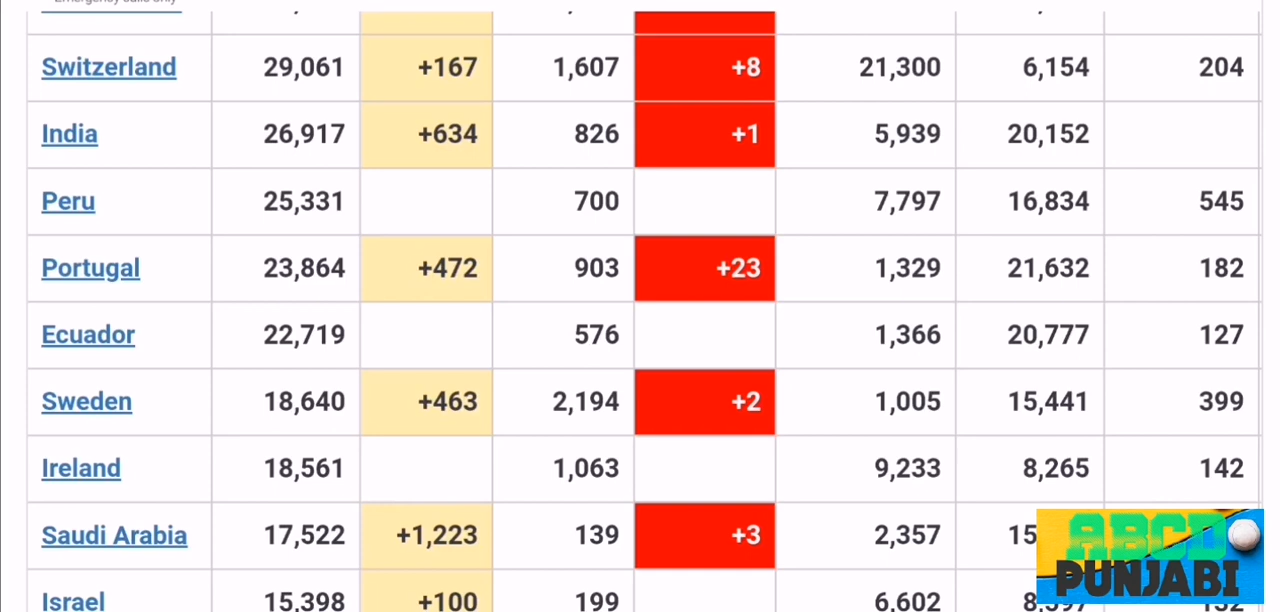 Emergency calls only
Switzerland 29,061 +167 1,607 +8 21,300 6,154 204
India 26,917 +634 826 +1 5,939 20,152
Peru 25,331 700 7,797 16,834 545
Portugal 23,864 +472 903 +23 1,329 21,632 182
Ecuador 22,719 576 1,366 20,777 127
Sweden 18,640 +463 2,194 +2 1,005 15,441 399
Ireland 18,561 1,063 9,233 8,265 142
Saudi Arabia 17,522 +1,223 139 +3 2,357
ABCD
PUNJABI
Israel 15,398 +100 199 6,602